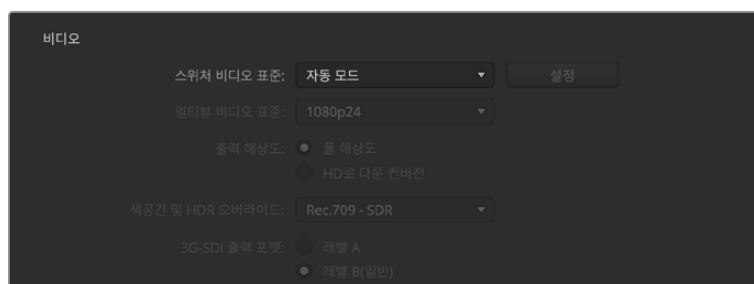 비디오
스위처 비디오 표준: 자동 모드 설정
멀티뷰 비디오 표준: 1080p24
출력 해상도: 풀 해상도
HD로 다운 컨버전
색공간 및 HDR 오버라이드: Rec.709 - SDR
3G-SDI 출력 포맷: 레벨 A
레벨 B(일반)